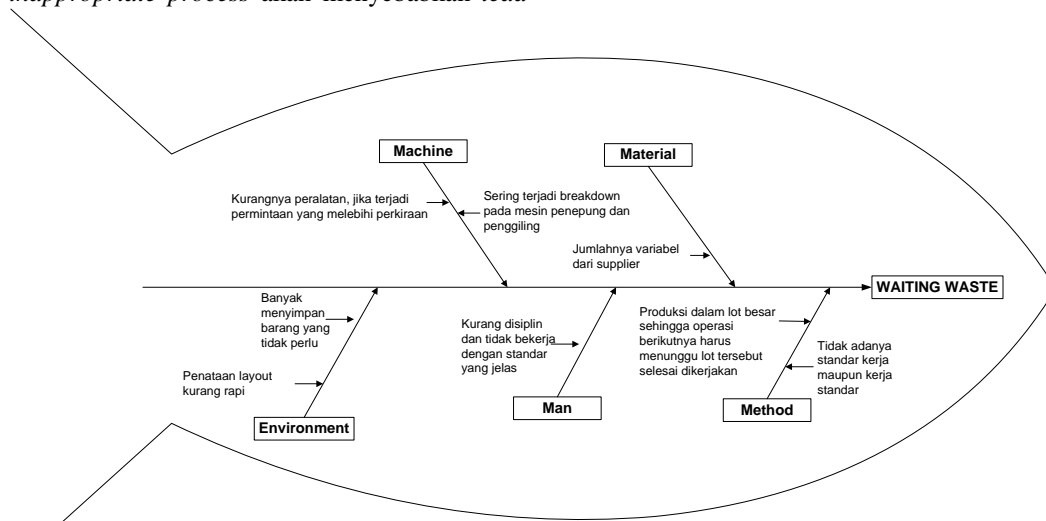 inappropriate process akan menyebabkan lead
Machine
Material
Kurangnya peralatan, jika terjadi
permintaan yang melebihi perkiraan
Sering terjadi breakdown
pada mesin penepung dan
penggiling
Jumlahnya variabel
dari supplier
WAITING WASTE
Banyak
menyimpan
barang yang
tidak perlu
Penataan layout
kurang rapi
Kurang disiplin
dan tidak bekerja
dengan standar
yang jelas
Produksi dalam lot besar
sehingga operasi
berikutnya harus
menunggu lot tersebut
selesai dikerjakan
Tidak adanya
standar kerja
maupun kerja
standar
Environment
Man
Method